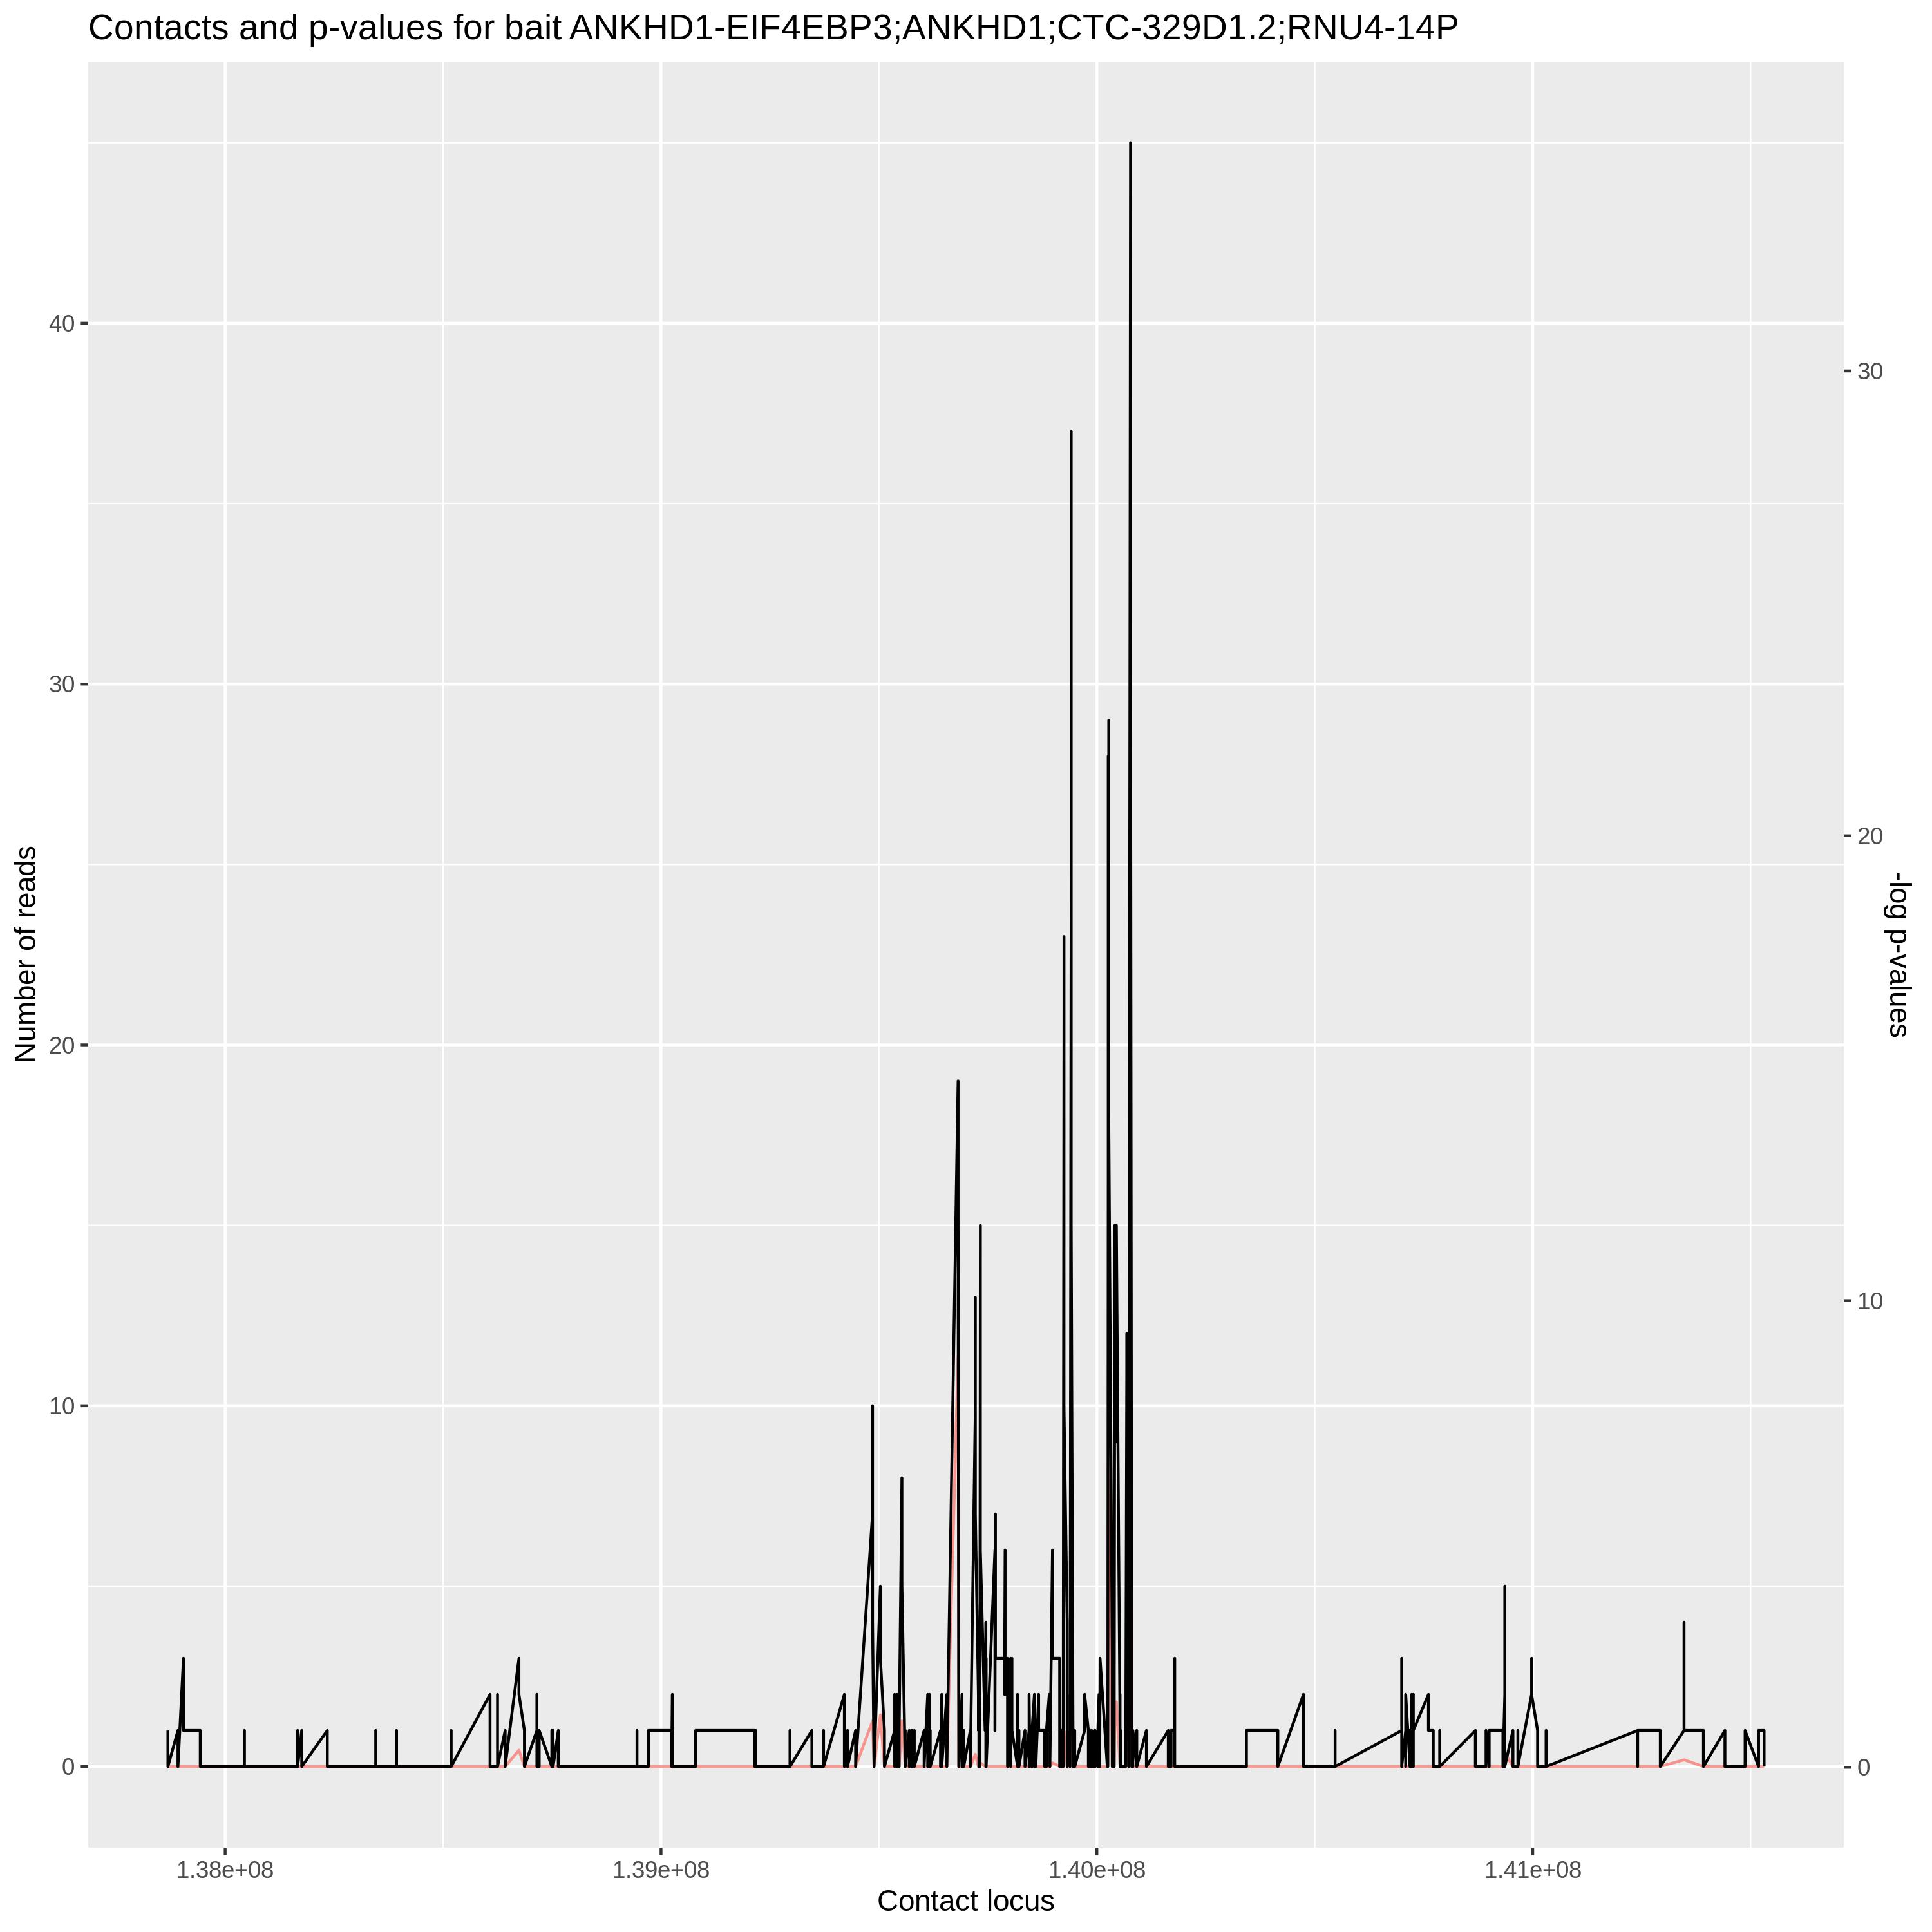 Contacts and p-values for bait ANKHD1-EIF4EBP3;ANKHD1;CTC-329D1.2;RNU4-14P
40
30
20
10
0
Number of reads
30
20
10
0
-log p-values
1.38e+08
1.39e+08
1.40e+08
1.41e+08
Contact locus